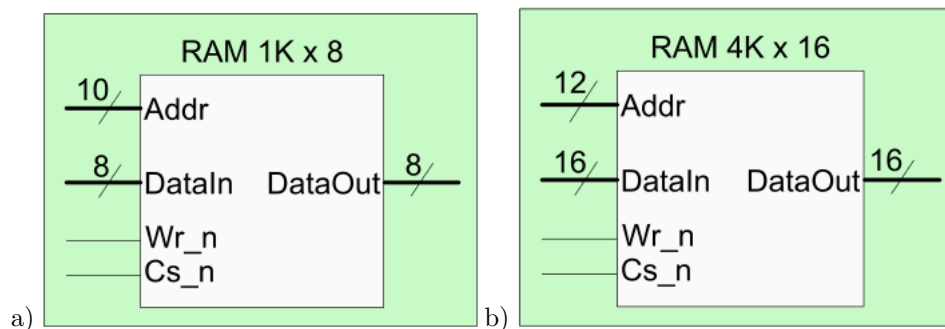 RAM 1K x 8
10
Addr
8
DataIn
DataOut
8
Wr_n
Cs_n
a)
RAM 4K x 16
12
Addr
16
DataIn
DataOut
16
Wr_n
Cs_n
b)